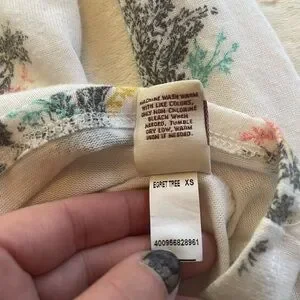 MACHINE WASH WARM
WITH LIKE COLORS,
ONLY NON-CHLORINE
BLEACH WHEN
NEEDED, TUMBLE
DRY LOW, WARM
IRON IF NEEDED.
EGRET TREE XS
400956828961